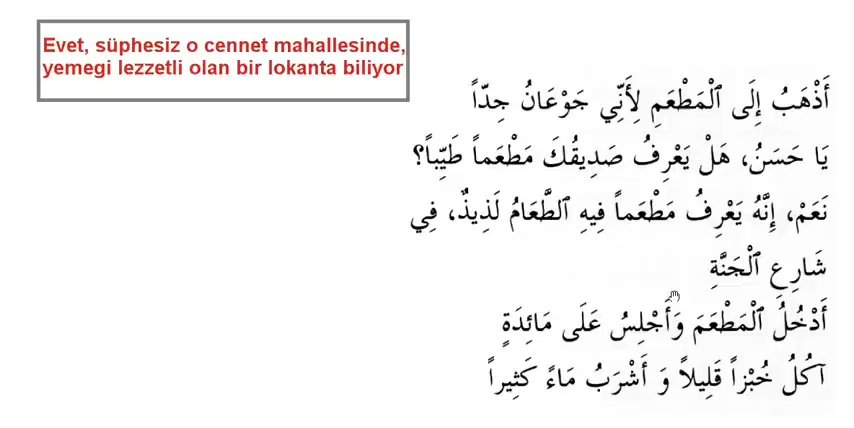 Evet, süphesiz o cennet mahallesinde,
yemegi lezzetli olan bir lokanta biliyor
أَذْهَبُ إِلَى ٱلْمَطْعَمِ لِأَنِّي جَوْعَانُ جِدّاً
يَا حَسَنُ، هَلْ يَعْرِفُ صَدِيقُكَ مَطْعَماً طَيِّباً؟
نَعَمْ، إِنَّهُ يَعْرِفُ مَطْعَماً فِيهِ ٱلطَّعَامُ لَذِيذٌ، فِي
شَارِعِ ٱلْجَنَّةِ
أَدْخُلُ ٱلْمَطْعَمَ وَأَجْلِسُ عَلَى مَائِدَةٍ
آكُلُ خُبْزاً قَلِيلاً وَ أَشْرَبُ مَاءً كَثِيراً